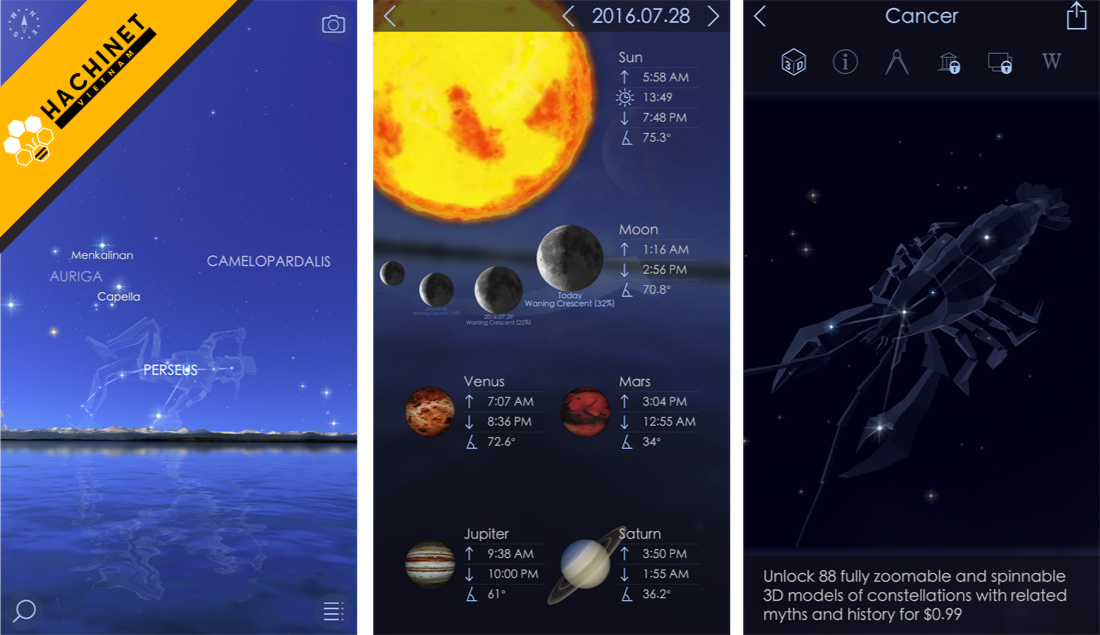 HACHINET
VIETNAM
N
W
E
S
Menkalinan
AURIGA
CAMELOPARDALIS
Capella
PERSEUS
2016.07.28
Sun
5:58 AM
13:49
7:48 PM
75.3°
Moon
1:16 AM
2:56 PM
70.8°
Today
Waning Crescent (32%)
2016.07.29
Waning Crescent (22%)
Venus
7:07 AM
8:36 PM
72.6°
Mars
3:04 PM
12:55 AM
34°
Jupiter
9:38 AM
10:00 PM
61°
Saturn
3:50 PM
1:55 AM
36.2°
Cancer
3D
i
W
Unlock 88 fully zoomable and spinnable
3D models of constellations with related
myths and history for $0.99